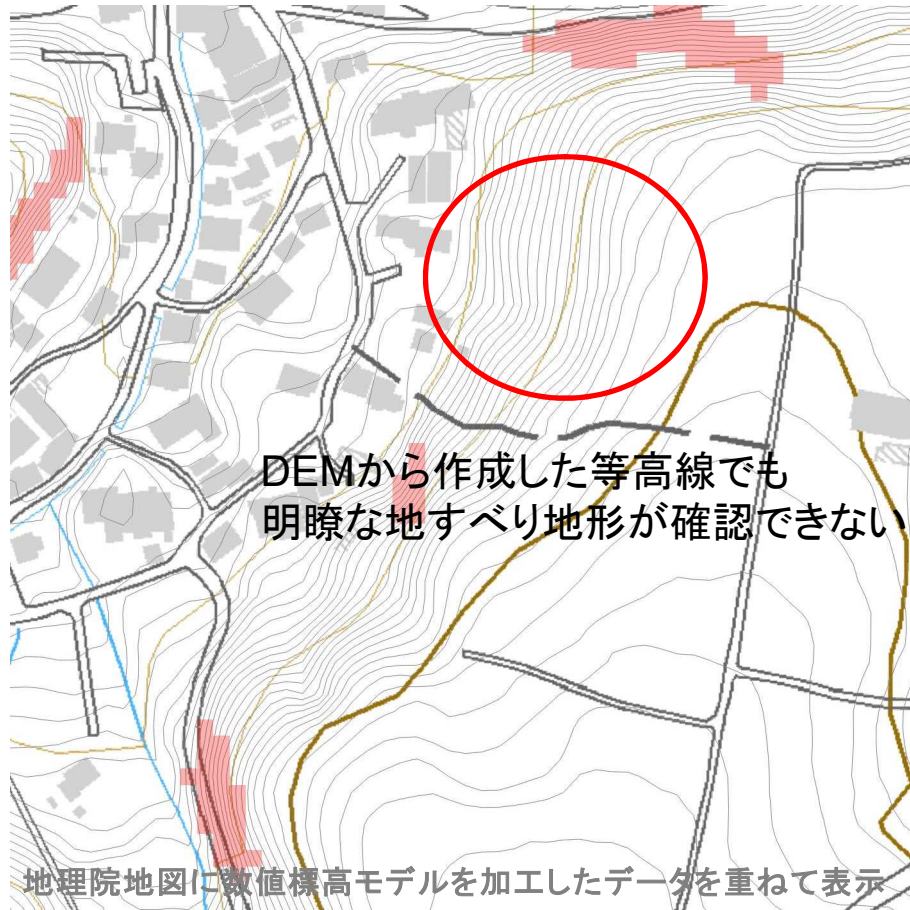 DEMから作成した等高線でも
明瞭な地すべり地形が確認できない
地理院地図に数値標高モデルを加工したデータを重ねて表示